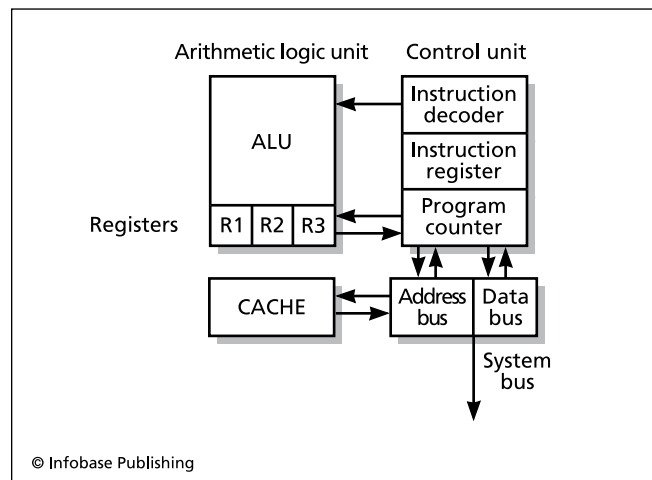 Arithmetic logic unit
Control unit
ALU
Instruction
decoder
Instruction
register
Program
counter
Registers
R1
R2
R3
CACHE
Address
bus
Data
bus
System
bus
© Infobase Publishing